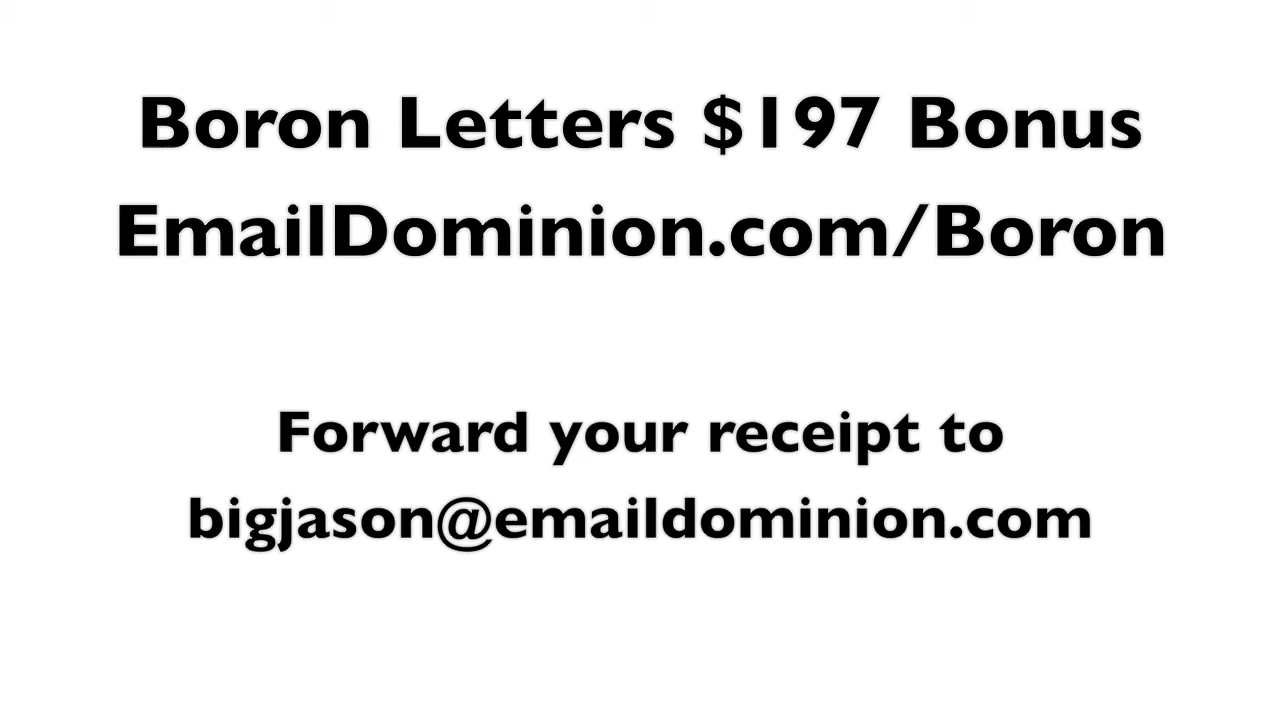 Boron Letters $197 Bonus
EmailDominion.com/Boron
Forward your receipt to
bigjason@emaildominion.com